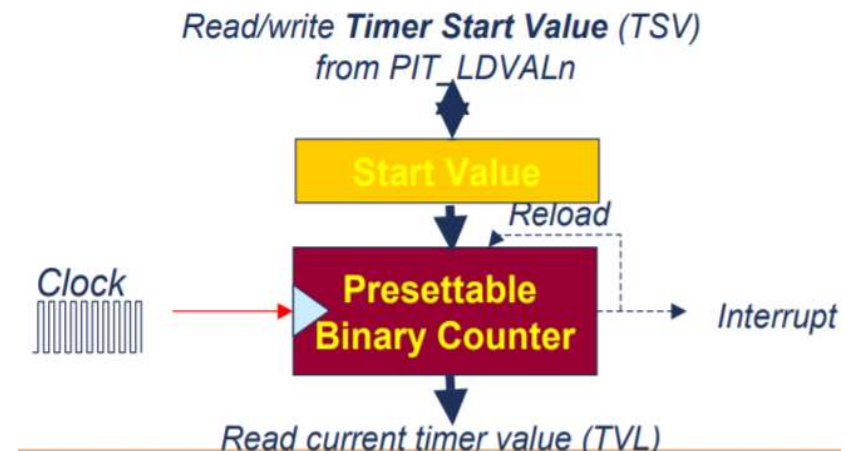 Read/write Timer Start Value (TSV)
from PIT_LDVALn
Start Value
Reload
Clock
Presettable
Binary Counter
Interrupt
Read current timer value (TVL)